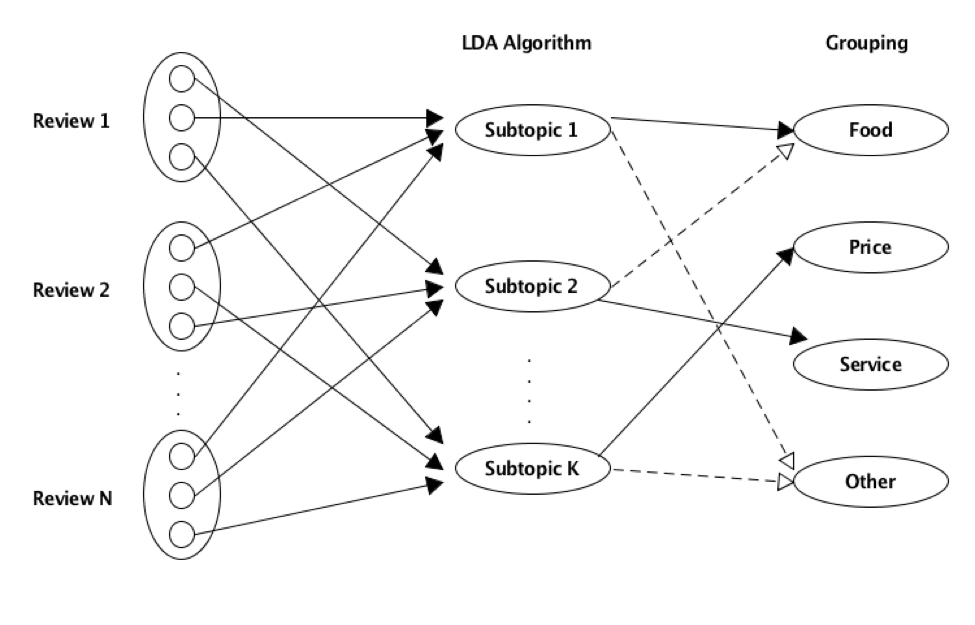 LDA Algorithm
Grouping
Review 1
Subtopic 1
Food
Price
Review 2
Subtopic 2
Service
Review N
Subtopic K
Other